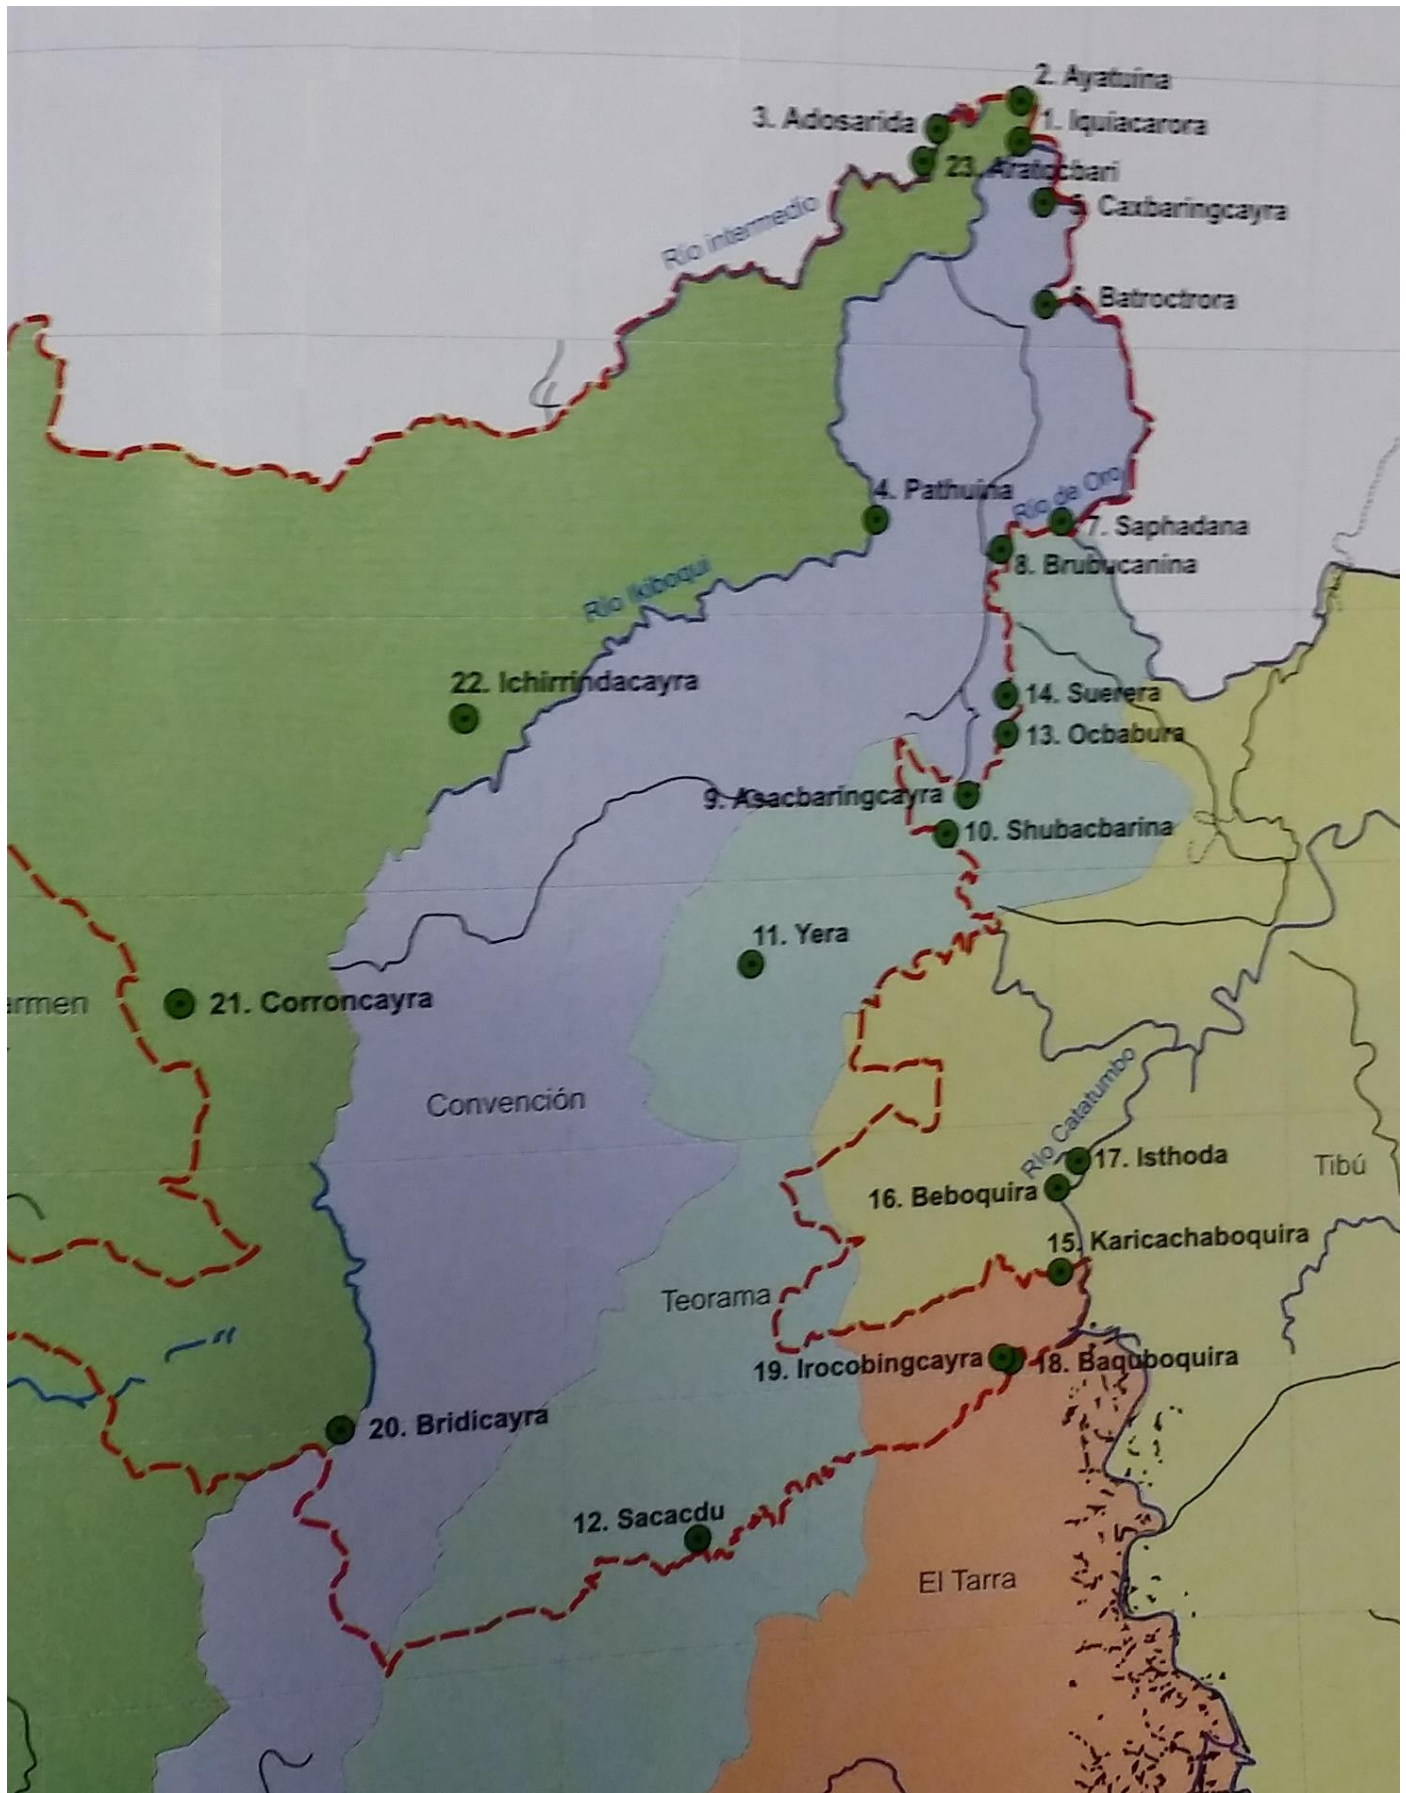 2. Ayatuina
3. Adosarida
1. Iquiacarora
23. Aratocbari
5. Caxbaringcayra
Río intermedio
6. Batroctrora
4. Pathuina
Río de Oro
7. Saphadana
8. Brubucanina
Río Ikiboqui
22. Ichirrindacayra
14. Suerera
13. Ocbabura
9. Asacbaringcayra
10. Shubacbarina
11. Yera
armen
21. Corroncayra
Convención
Río Catatumbo
17. Isthoda
Tibú
16. Beboquira
15. Karicachaboquira
Teorama
19. Irocobingcayra
18. Baquboquira
20. Bridicayra
12. Sacacdu
El Tarra